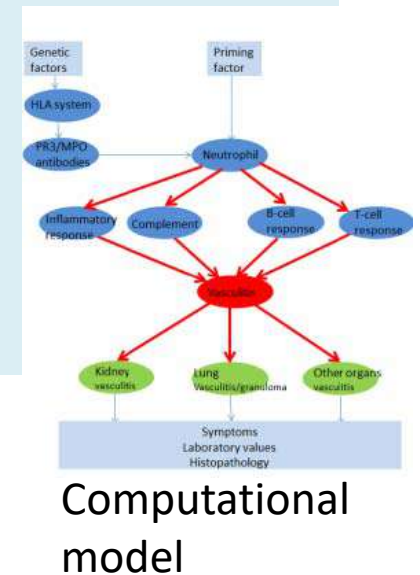 Genetic
factors
Priming
factor
HLA system
PR3/MPO
antibodies
Neutrophil
Inflammatory
response
Complement
B-cell
response
T-cell
response
Vasculitis
Kidney
vasculitis
Lung
Vasculitis/granuloma
Other organs
vasculitis
Symptoms
Laboratory values
Histopathology
Computational
model